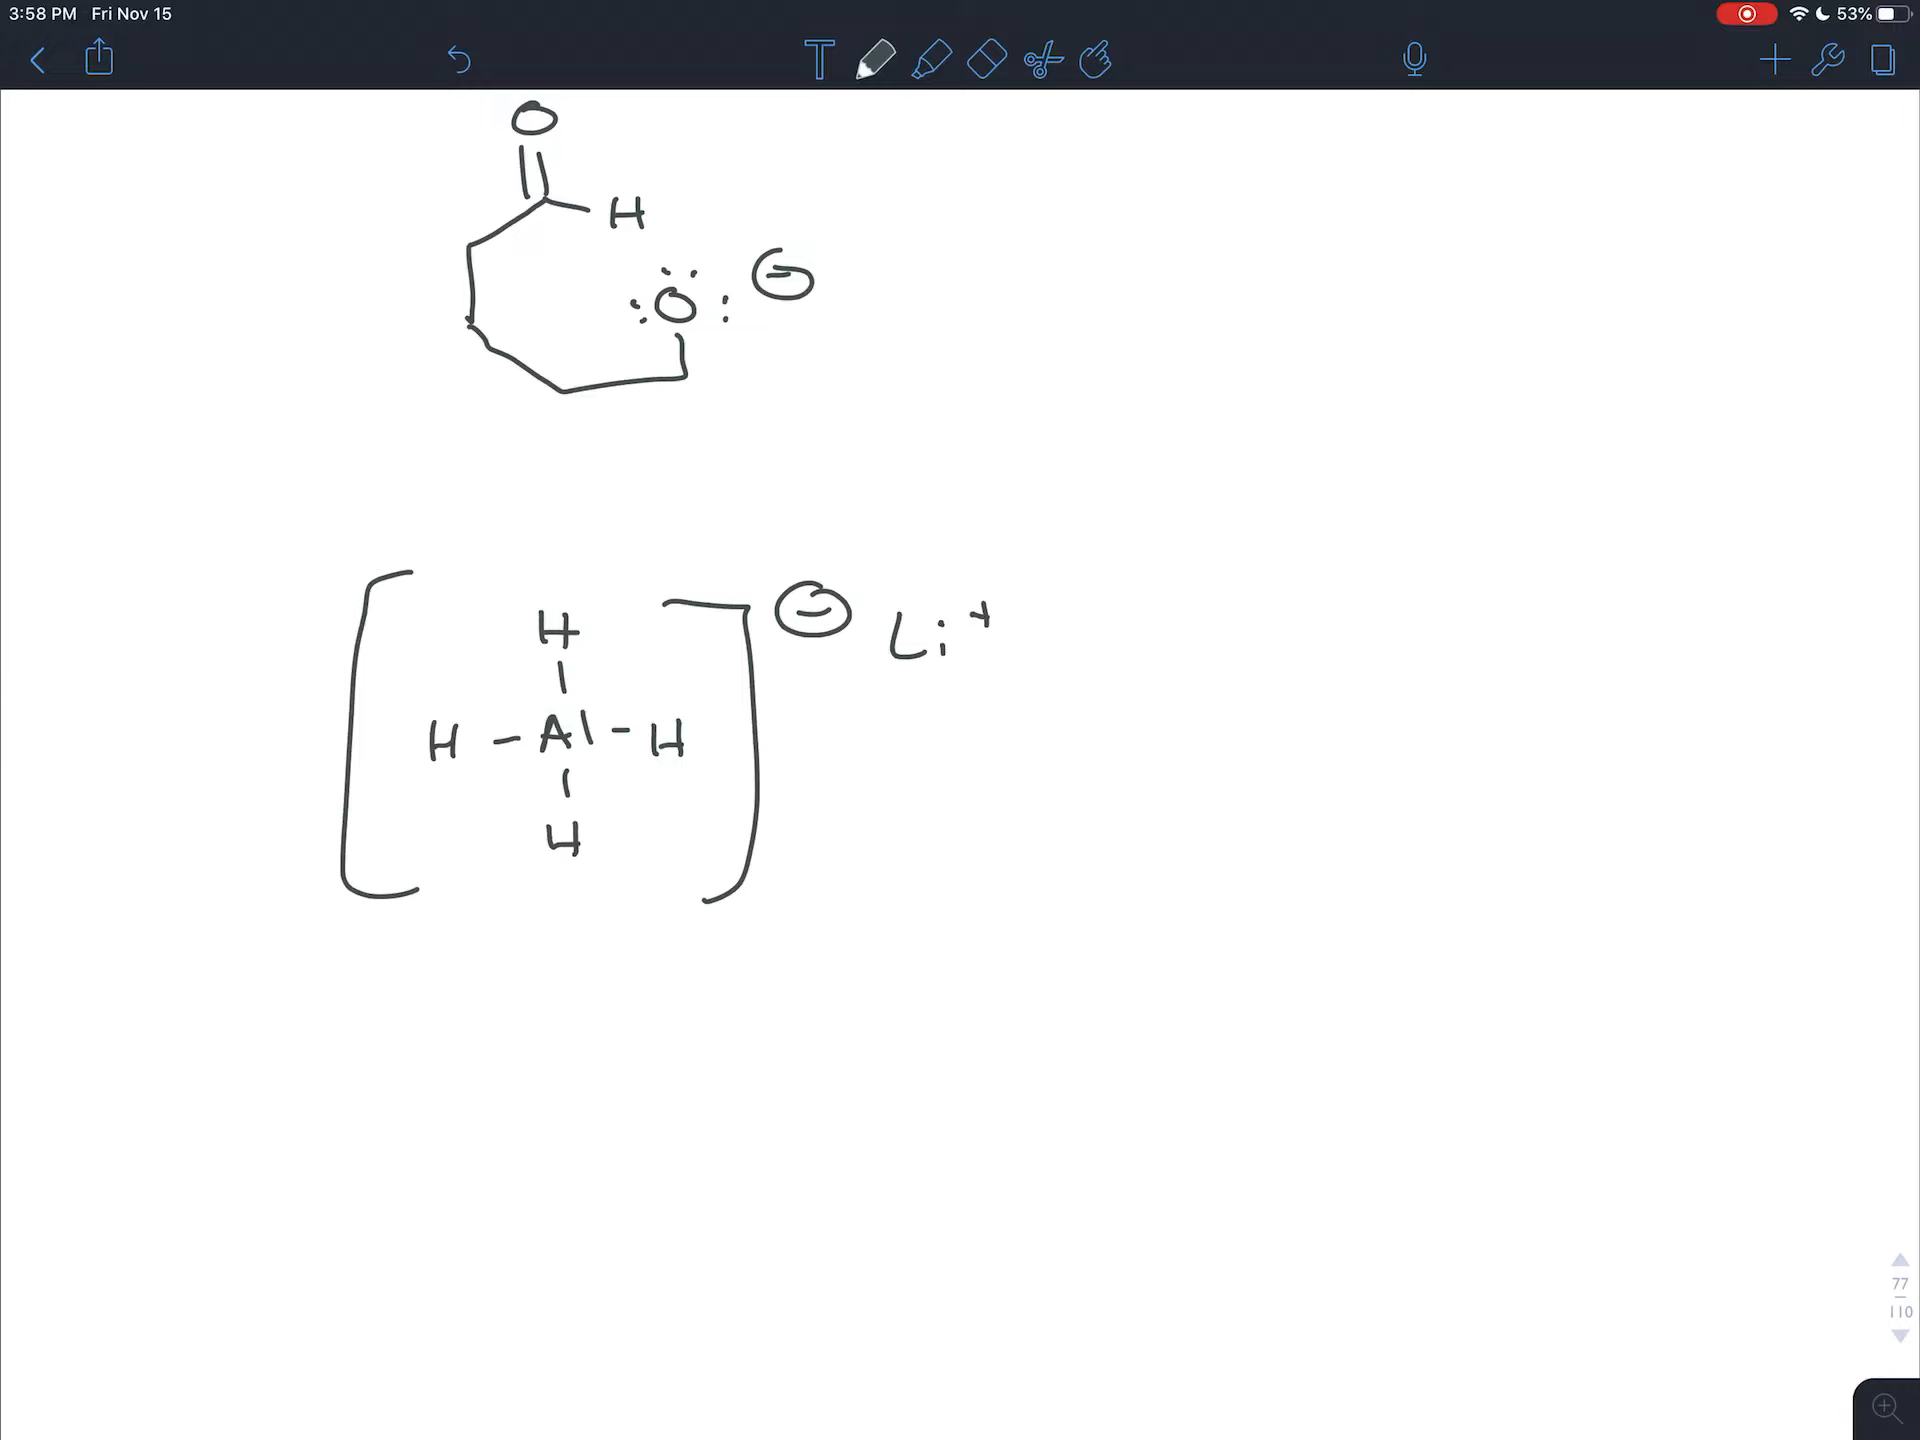 3:58 PM Fri Nov 15
53%
T
O
H
:O: ⊖
H
H - Al - H
H
⊖ Li+
77
110